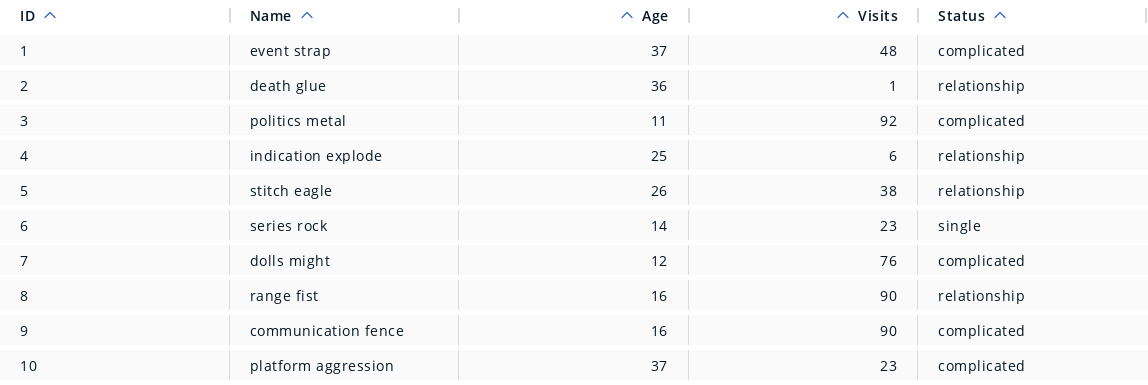 ID Name Age Visits Status
1 event strap 37 48 complicated
2 death glue 36 1 relationship
3 politics metal 11 92 complicated
4 indication explode 25 6 relationship
5 stitch eagle 26 38 relationship
6 series rock 14 23 single
7 dolls might 12 76 complicated
8 range fist 16 90 relationship
9 communication fence 16 90 complicated
10 platform aggression 37 23 complicated